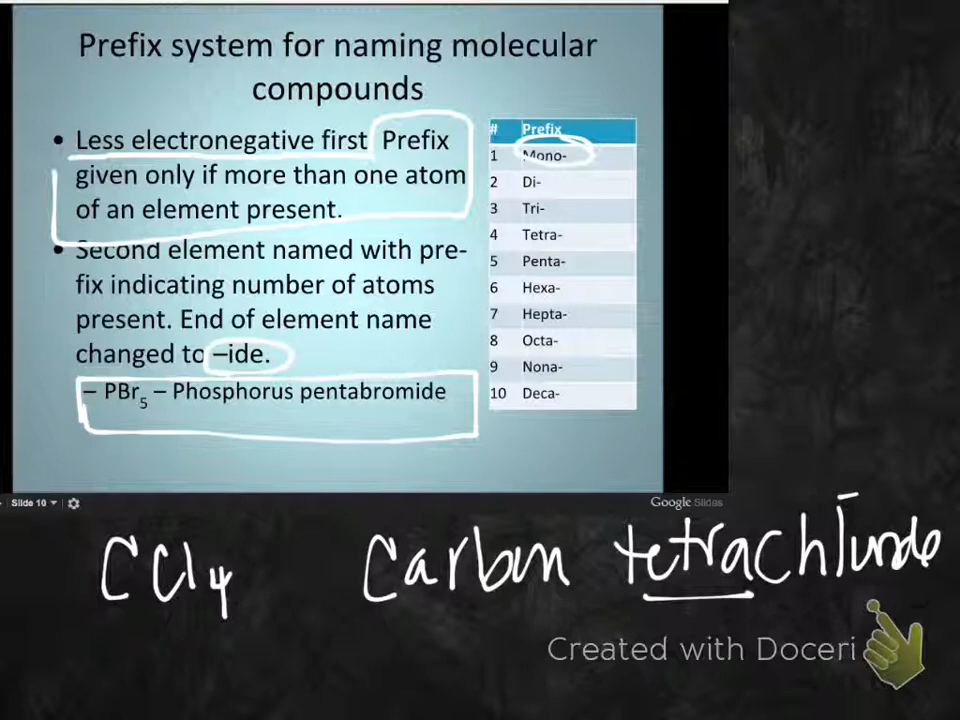 Prefix system for naming molecular
compounds
• Less electronegative first Prefix
given only if more than one atom
of an element present.
• Second element named with pre-
fix indicating number of atoms
present. End of element name
changed to –ide.
– PBr5 – Phosphorus pentabromide
# Prefix
1 Mono-
2 Di-
3 Tri-
4 Tetra-
5 Penta-
6 Hexa-
7 Hepta-
8 Octa-
9 Nona-
10 Deca-
Slide 10
Google Slides
CCl4 Carbon tetrachloride
Created with Doceri